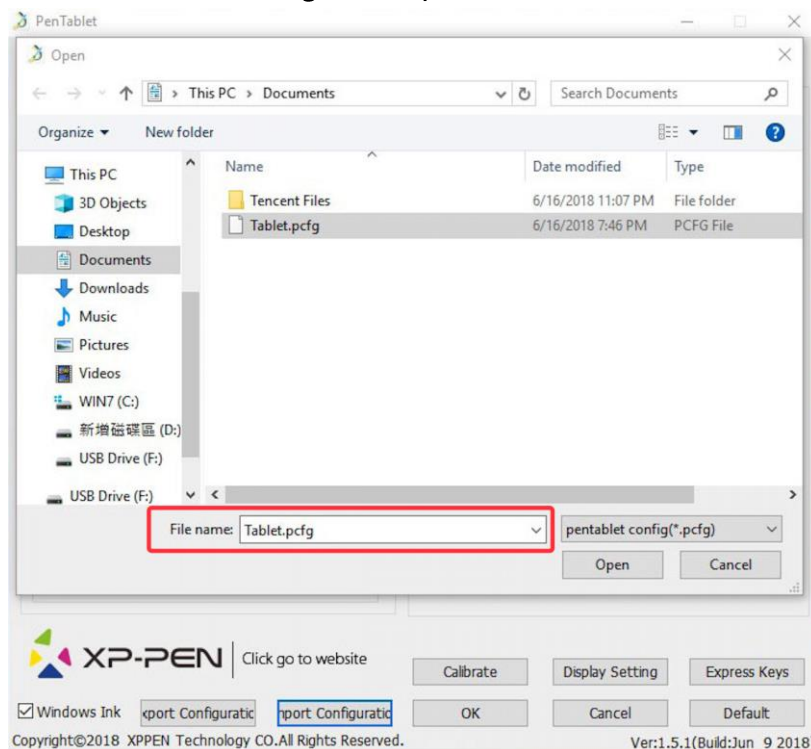 PenTablet
Open
This PC > Documents
Search Documents
Organize
New folder
This PC
3D Objects
Desktop
Documents
Downloads
Music
Pictures
Videos
WIN7 (C:)
新增磁碟區 (D:)
USB Drive (F:)
USB Drive (F:)
Name Date modified Type
Tencent Files 6/16/2018 11:07 PM File folder
Tablet.pcfg 6/16/2018 7:46 PM PCFG File
File name: Tablet.pcfg pentablet config(*.pcfg)
Open Cancel
XP-PEN Click go to website
Calibrate Display Setting Express Keys
Windows Ink xport Configuratic nport Configuratic OK Cancel Default
Copyright©2018 XPPEN Technology CO.All Rights Reserved. Ver:1.5.1(Build:Jun 9 2018